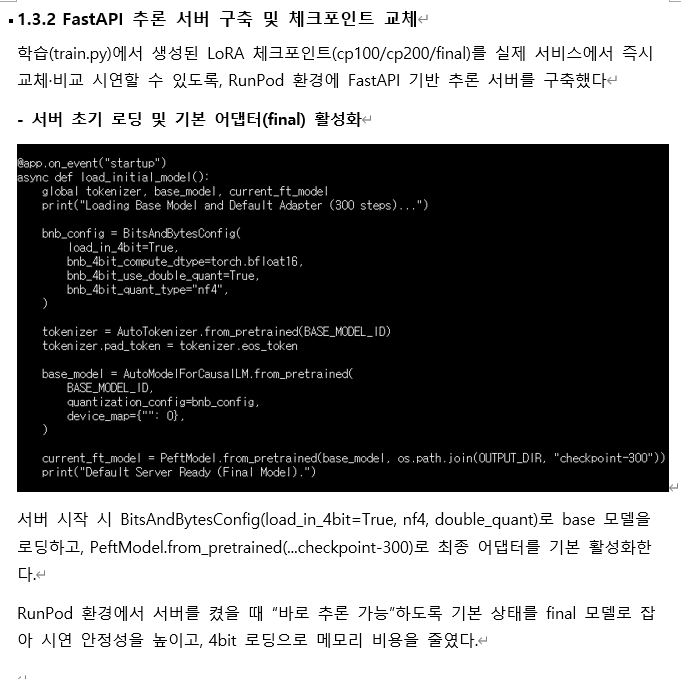 1.3.2 FastAPI 추론 서버 구축 및 체크포인트 교체
학습(train.py)에서 생성된 LoRA 체크포인트(cp100/cp200/final)를 실제 서비스에서 즉시
교체·비교 시연할 수 있도록, RunPod 환경에 FastAPI 기반 추론 서버를 구축했다
- 서버 초기 로딩 및 기본 어댑터(final) 활성화
@app.on_event("startup")
async def load_initial_model():
    global tokenizer, base_model, current_ft_model
    print("Loading Base Model and Default Adapter (300 steps)...")
    bnb_config = BitsAndBytesConfig(
        load_in_4bit=True,
        bnb_4bit_compute_dtype=torch.bfloat16,
        bnb_4bit_use_double_quant=True,
        bnb_4bit_quant_type="nf4",
    )
    tokenizer = AutoTokenizer.from_pretrained(BASE_MODEL_ID)
    tokenizer.pad_token = tokenizer.eos_token
    base_model = AutoModelForCausalLM.from_pretrained(
        BASE_MODEL_ID,
        quantization_config=bnb_config,
        device_map={"": 0},
    )
    current_ft_model = PeftModel.from_pretrained(base_model, os.path.join(OUTPUT_DIR, "checkpoint-300"))
    print("Default Server Ready (Final Model).")
서버 시작 시 BitsAndBytesConfig(load_in_4bit=True, nf4, double_quant)로 base 모델을
로딩하고, PeftModel.from_pretrained(...checkpoint-300)로 최종 어댑터를 기본 활성화한
다.
RunPod 환경에서 서버를 켰을 때 “바로 추론 가능”하도록 기본 상태를 final 모델로 잡
아 시연 안정성을 높이고, 4bit 로딩으로 메모리 비용을 줄였다.